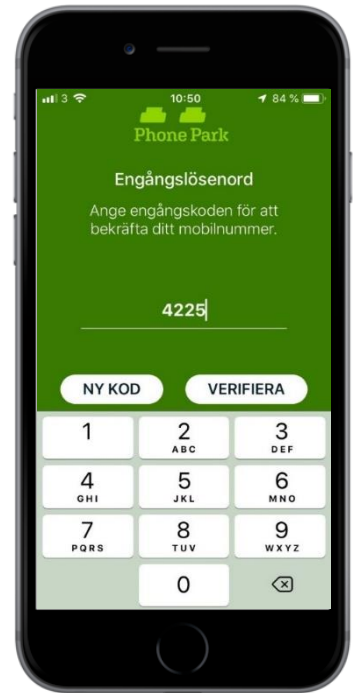 3 10:50 84 %
Phone Park
Engångslösenord
Ange engångskoden för att
bekräfta ditt mobilnummer.
4225
NY KOD VERIFIERA
1 2 3
ABC DEF
4 5 6
GHI JKL MNO
7 8 9
PQRS TUV WXYZ
0